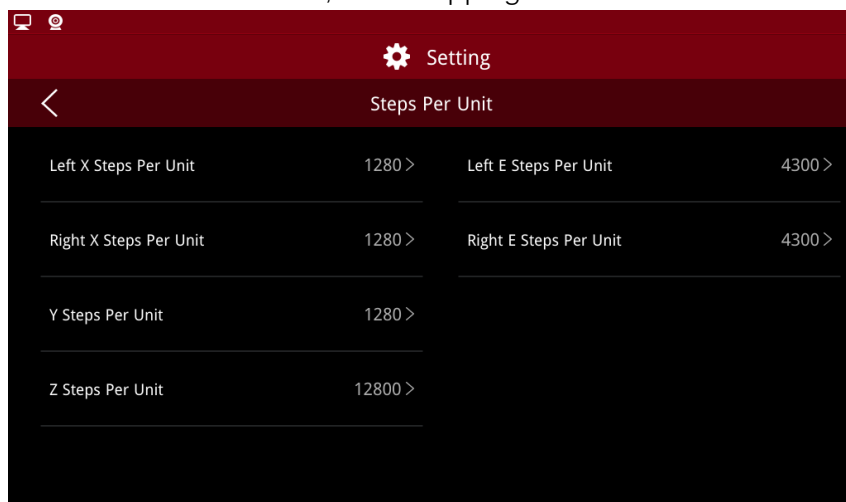 Setting
Steps Per Unit
Left X Steps Per Unit 1280 >
Left E Steps Per Unit 4300 >
Right X Steps Per Unit 1280 >
Right E Steps Per Unit 4300 >
Y Steps Per Unit 1280 >
Z Steps Per Unit 12800 >